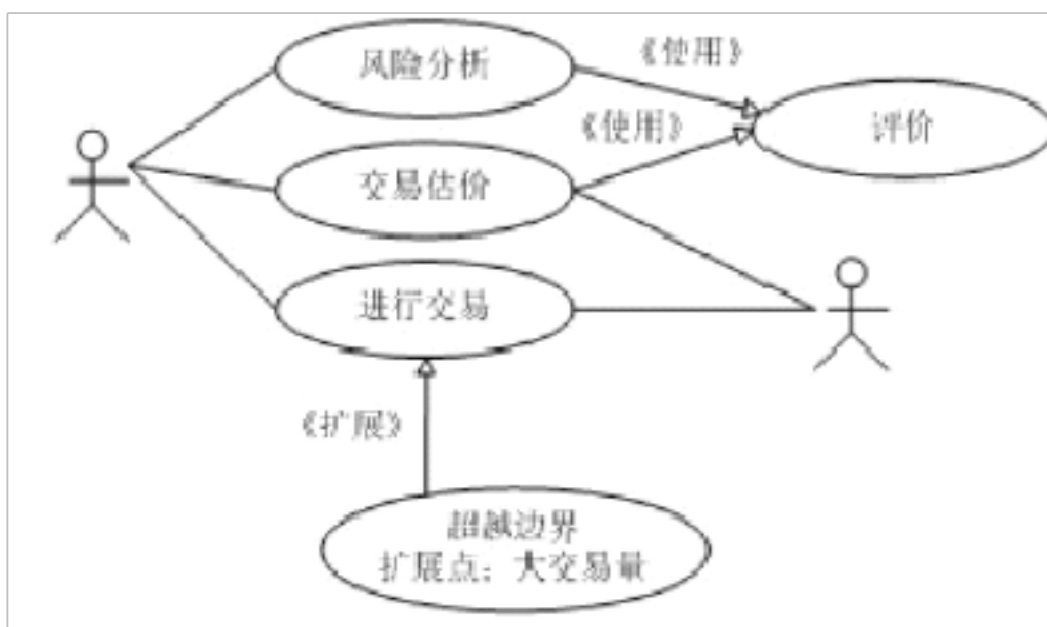 风险分析
《使用》
评价
《使用》
交易估价
进行交易
《扩展》
超越边界
扩展点：大交易量